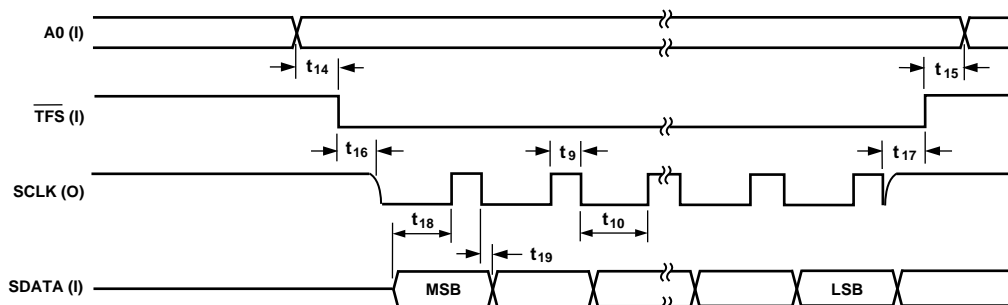 A0 (I)
t14
t15
TFS (I)
t16
t9
t17
SCLK (O)
t18
t10
t19
SDATA (I)
MSB
LSB